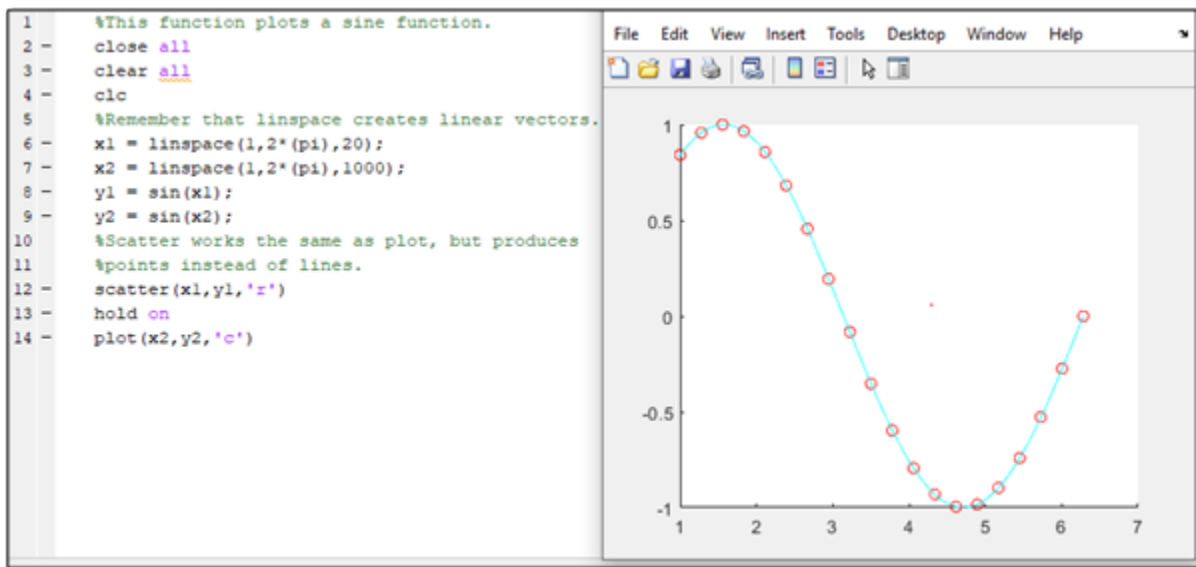 1 %This function plots a sine function.
2 - close all
3 - clear all
4 - clc
5 %Remember that linspace creates linear vectors.
6 - x1 = linspace(1,2*(pi),20);
7 - x2 = linspace(1,2*(pi),1000);
8 - y1 = sin(x1);
9 - y2 = sin(x2);
10 %Scatter works the same as plot, but produces
11 %points instead of lines.
12 - scatter(x1,y1,'r')
13 - hold on
14 - plot(x2,y2,'c')
File Edit View Insert Tools Desktop Window Help
1
0.5
0
-0.5
-1
1 2 3 4 5 6 7